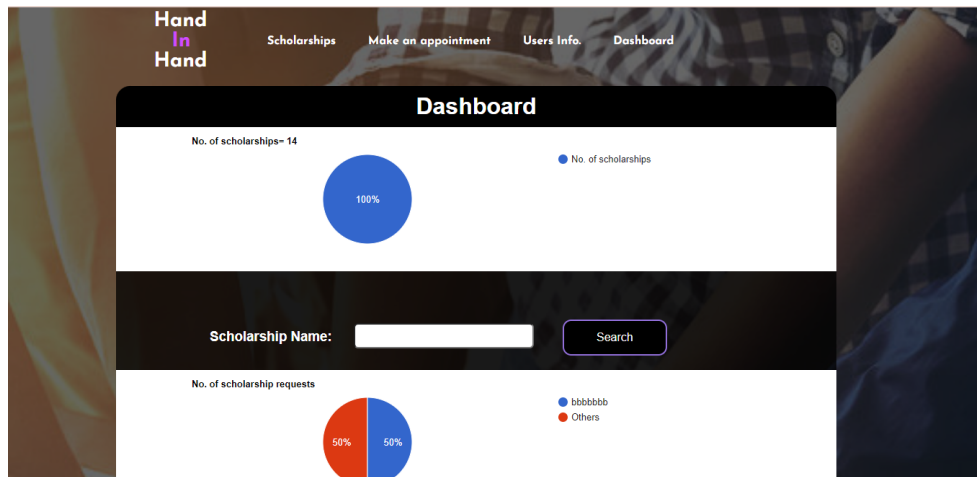 Hand
In
Hand
Scholarships Make an appointment Users Info. Dashboard
Dashboard
No. of scholarships= 14
No. of scholarships
100%
Scholarship Name:
Search
No. of scholarship requests
bbbbbbb
Others
50% 50%